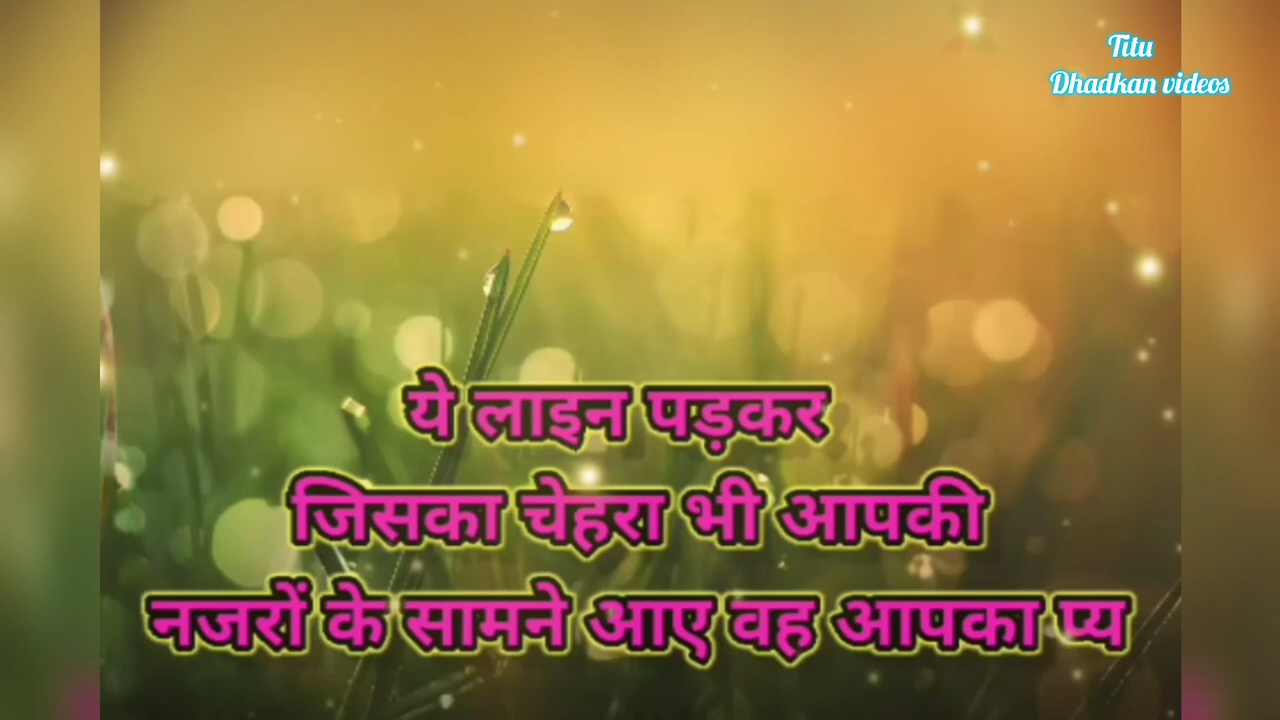 Titu
Dhadkan videos
ये लाइन पड़कर
जिसका चेहरा भी आपकी
नजरों के सामने आए वह आपका प्य